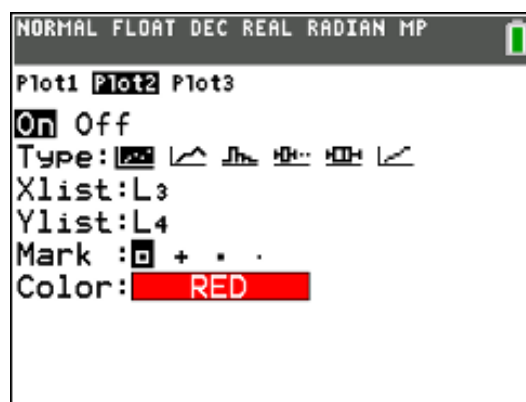 NORMAL FLOAT DEC REAL RADIAN MP
Plot1 Plot2 Plot3
On Off
Type:
Xlist:L3
Ylist:L4
Mark :
Color: RED